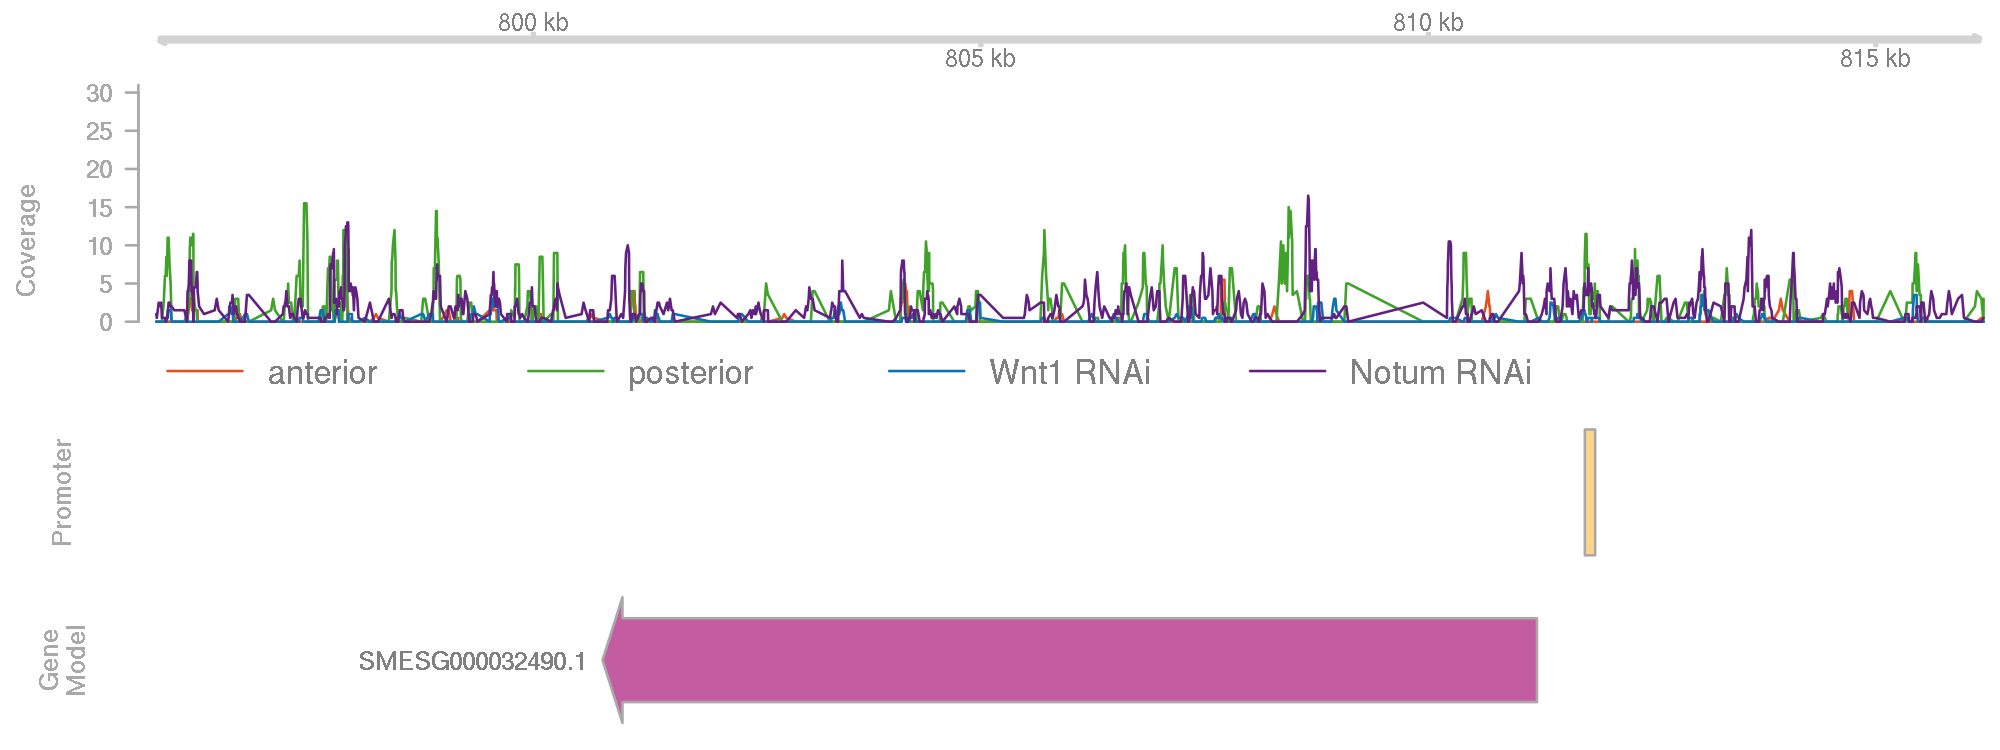 800 kb
810 kb
805 kb
815 kb
30
25
20
15
10
5
0
Coverage
anterior
posterior
Wnt1 RNAi
Notum RNAi
Promoter
Gene
Model
SMESG000032490.1